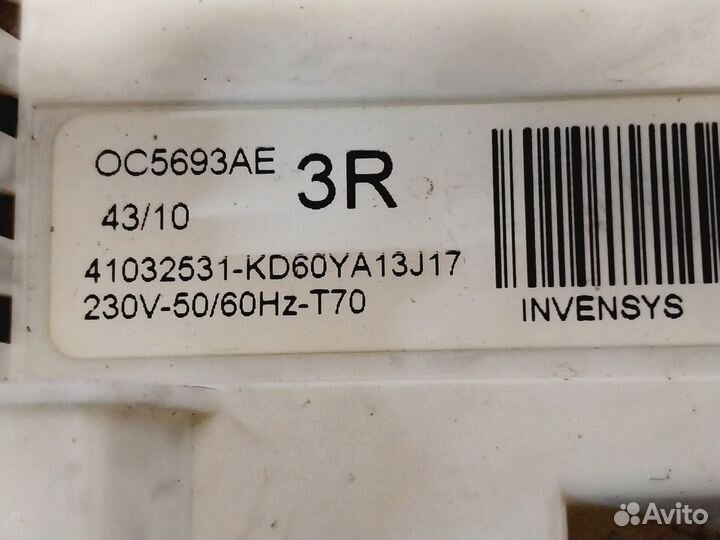 OC5693AE 3R
43/10
41032531-KD60YA13J17
230V-50/60Hz-T70
INVENSYS
Avito